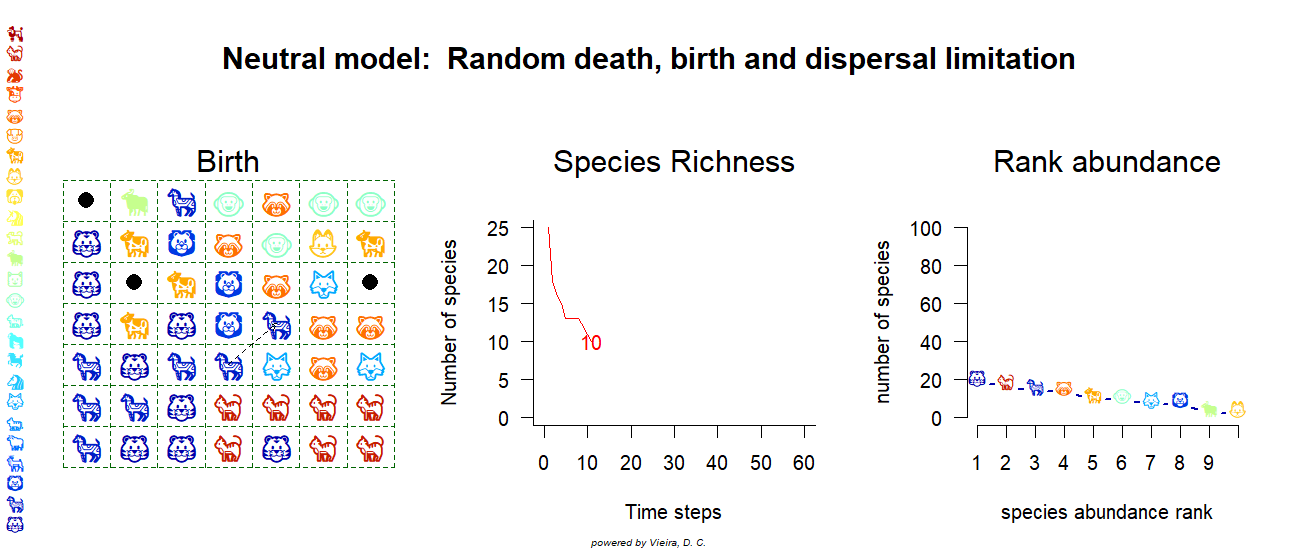 Neutral model:  Random death, birth and dispersal limitation
Birth
Species Richness
Number of species
25
20
15
10
5
0
10
0 10 20 30 40 50 60
Time steps
Rank abundance
number of species
100
80
60
40
20
0
1 2 3 4 5 6 7 8 9
species abundance rank
powered by Vieira, D. C.